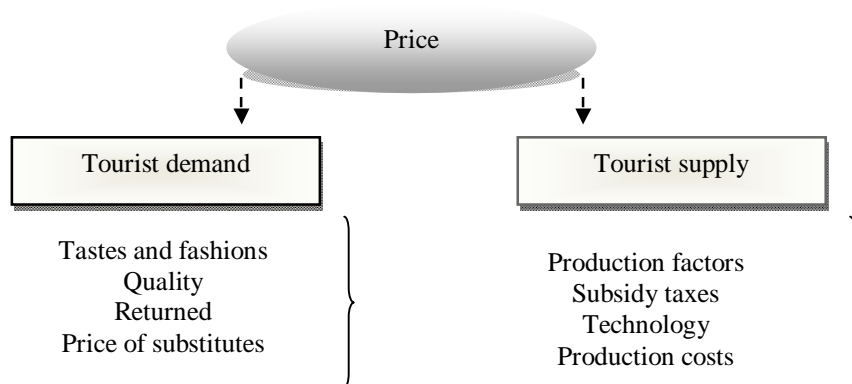 Price
Tourist demand
Tourist supply
Tastes and fashions
Quality
Returned
Price of substitutes
Production factors
Subsidy taxes
Technology
Production costs